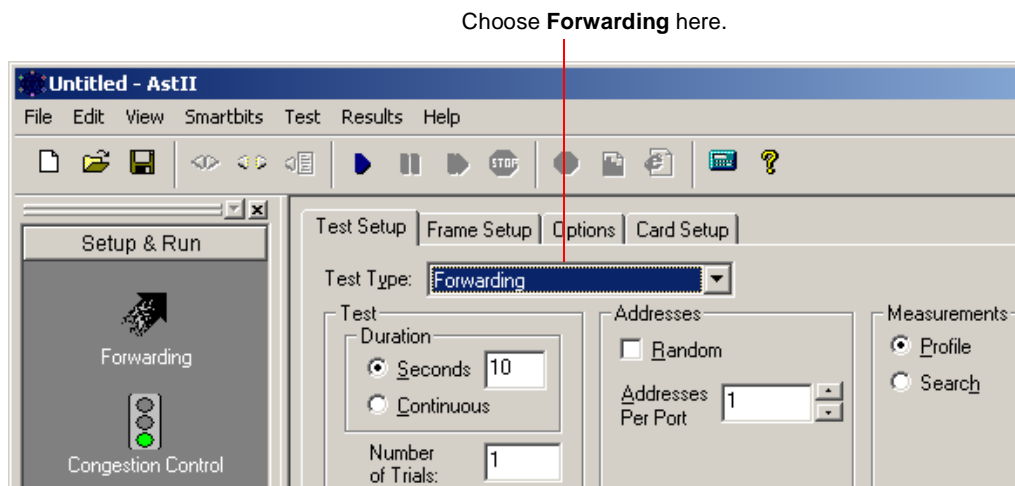 Choose Forwarding here.
Untitled - AstII
File Edit View Smartbits Test Results Help
STOP
Setup & Run
Forwarding
Congestion Control
Test Setup Frame Setup Options Card Setup
Test Type: Forwarding
Test
Duration
Seconds 10
Continuous
Number
of Trials: 1
Addresses
Random
Addresses
Per Port 1
Measurements
Profile
Search